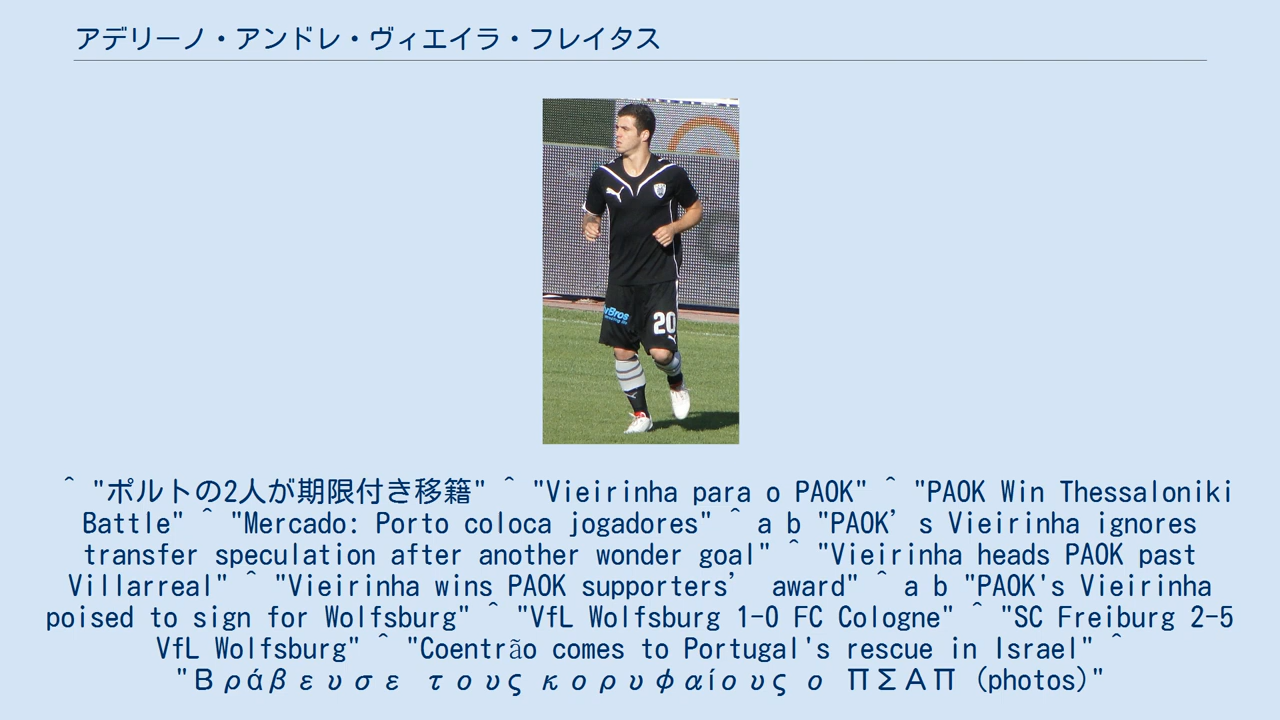 アデリーノ・アンドレ・ヴィエイラ・フレイタス
rBros
20
^ "ポルトの2人が期限付き移籍" ^ "Vieirinha para o PAOK" ^ "PAOK Win Thessaloniki
Battle" ^ "Mercado: Porto coloca jogadores" ^ a b "PAOK’s Vieirinha ignores
transfer speculation after another wonder goal" ^ "Vieirinha heads PAOK past
Villarreal" ^ "Vieirinha wins PAOK supporters’ award" ^ a b "PAOK's Vieirinha
poised to sign for Wolfsburg" ^ "VfL Wolfsburg 1-0 FC Cologne" ^ "SC Freiburg 2-5
VfL Wolfsburg" ^ "Coentrão comes to Portugal's rescue in Israel" ^
"Βράβευσε τους κορυφαίους ο ΠΣΑΠ (photos)"